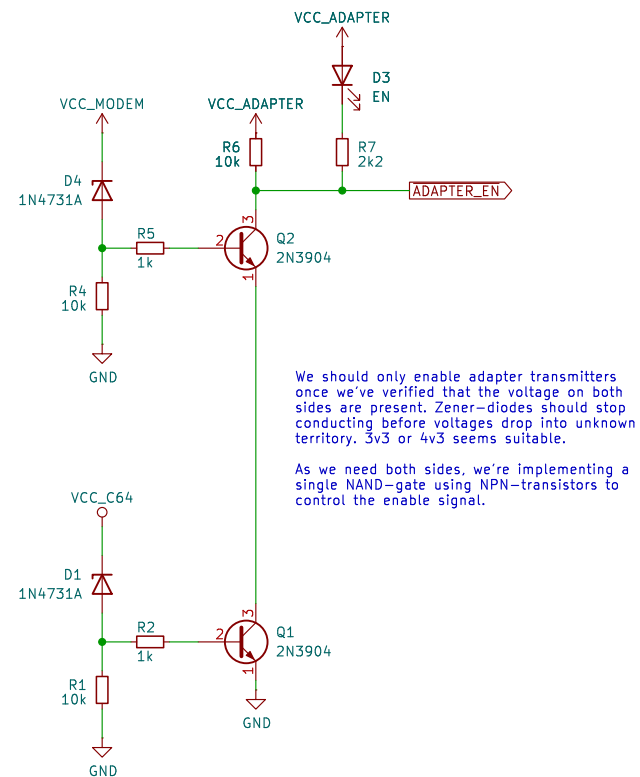 VCC_ADAPTER
D3
EN
VCC_MODEM
VCC_ADAPTER
R6
10k
R7
2k2
D4
1N4731A
ADAPTER_EN
3
R5
2
Q2
2N3904
1k
1
R4
10k
GND
We should only enable adapter transmitters
once we've verified that the voltage on both
sides are present. Zener-diodes should stop
conducting before voltages drop into unknown
territory. 3v3 or 4v3 seems suitable.
As we need both sides, we're implementing a
single NAND-gate using NPN-transistors to
control the enable signal.
VCC_C64
D1
1N4731A
3
R2
2
Q1
2N3904
1k
1
R1
10k
GND
GND